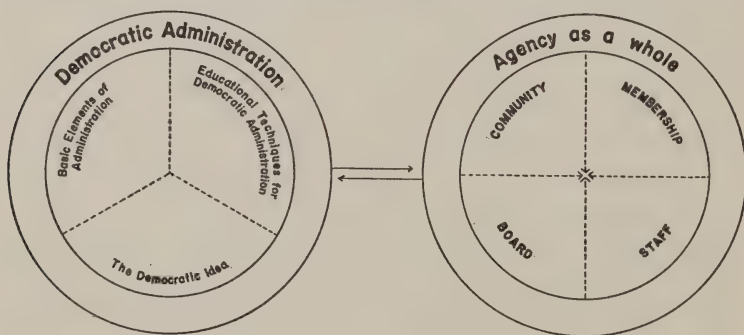 Democratic Administration
Basic Elements of
Administration
Educational Techniques for
Democratic Administration
The Democratic Idea
Agency as a whole
COMMUNITY
MEMBERSHIP
BOARD
STAFF